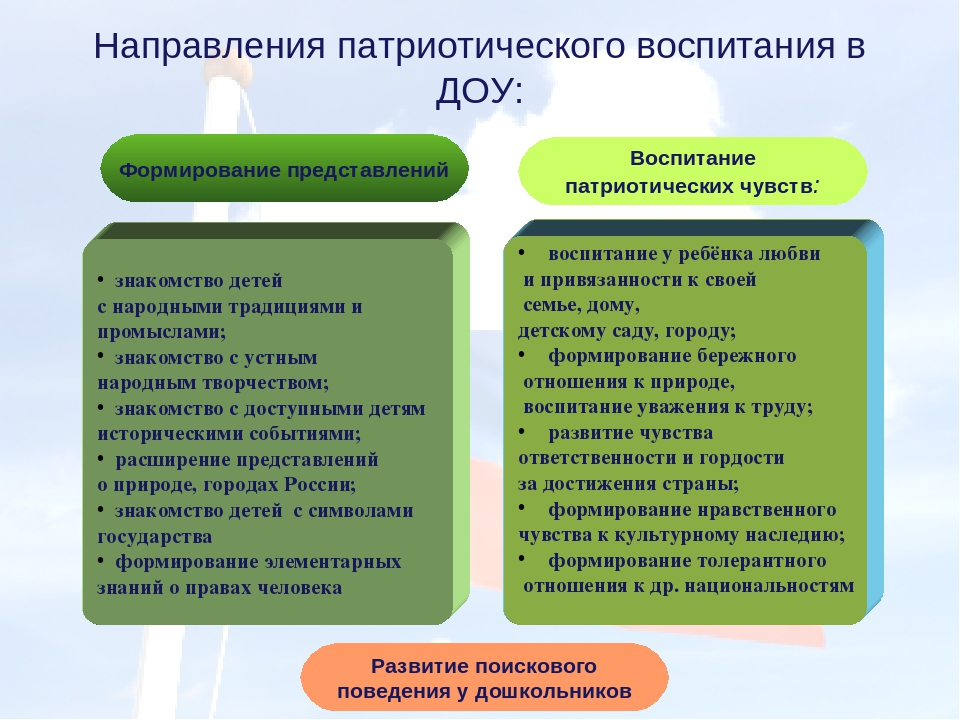 Направления патриотического воспитания в
ДОУ:
Формирование представлений
Воспитание
патриотических чувств:
• знакомство детей
с народными традициями и
промыслами;
• знакомство с устным
народным творчеством;
• знакомство с доступными детям
историческими событиями;
• расширение представлений
о природе, городах России;
• знакомство детей с символами
государства
• формирование элементарных
знаний о правах человека
• воспитание у ребёнка любви
и привязанности к своей
семье, дому,
детскому саду, городу;
• формирование бережного
отношения к природе,
воспитание уважения к труду;
• развитие чувства
ответственности и гордости
за достижения страны;
• формирование нравственного
чувства к культурному наследию;
• формирование толерантного
отношения к др. национальностям
Развитие поискового
поведения у дошкольников